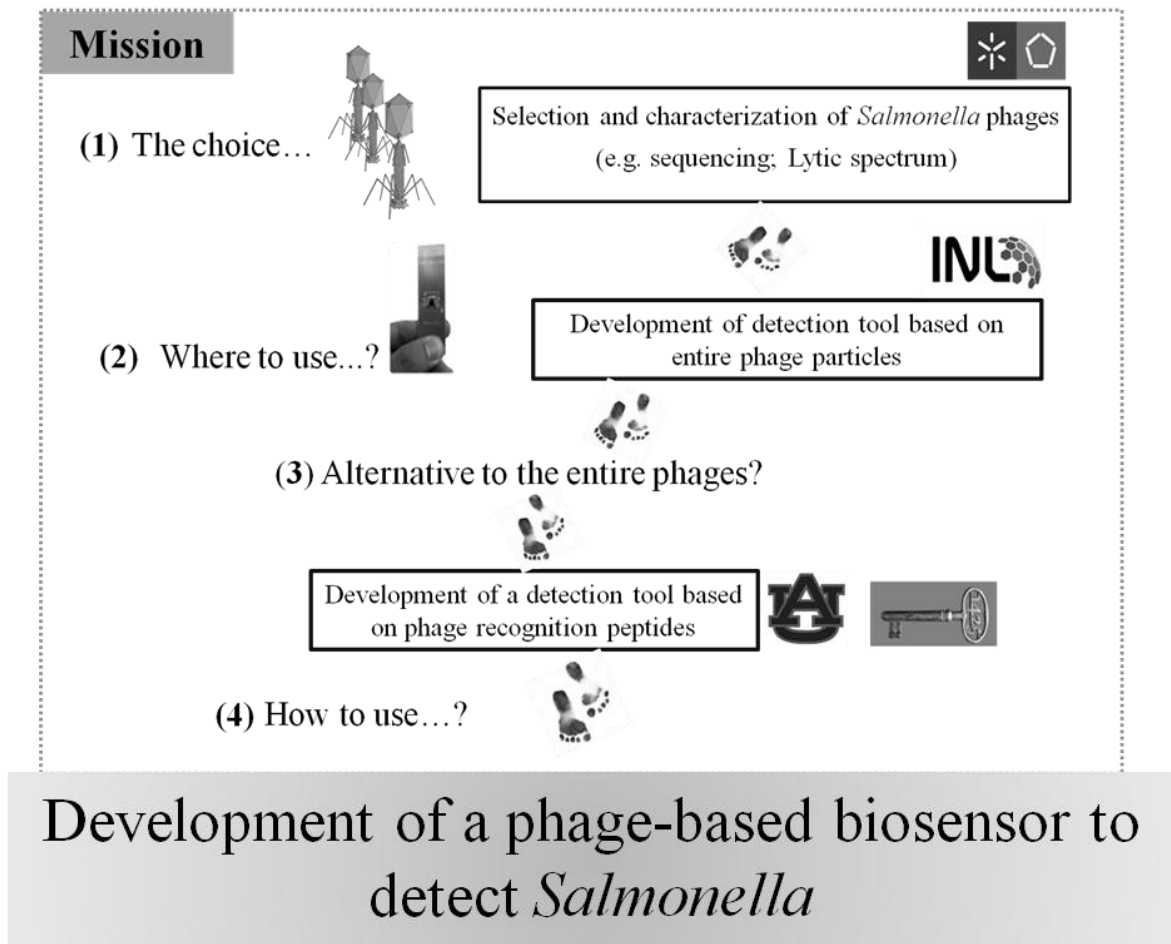 Mission
(1) The choice…
Selection and characterization of Salmonella phages
(e.g. sequencing; Lytic spectrum)
INL
(2) Where to use...?
Development of detection tool based on
entire phage particles
(3) Alternative to the entire phages?
Development of a detection tool based
on phage recognition peptides
AU
1425
(4) How to use…?
Development of a phage-based biosensor to
detect Salmonella